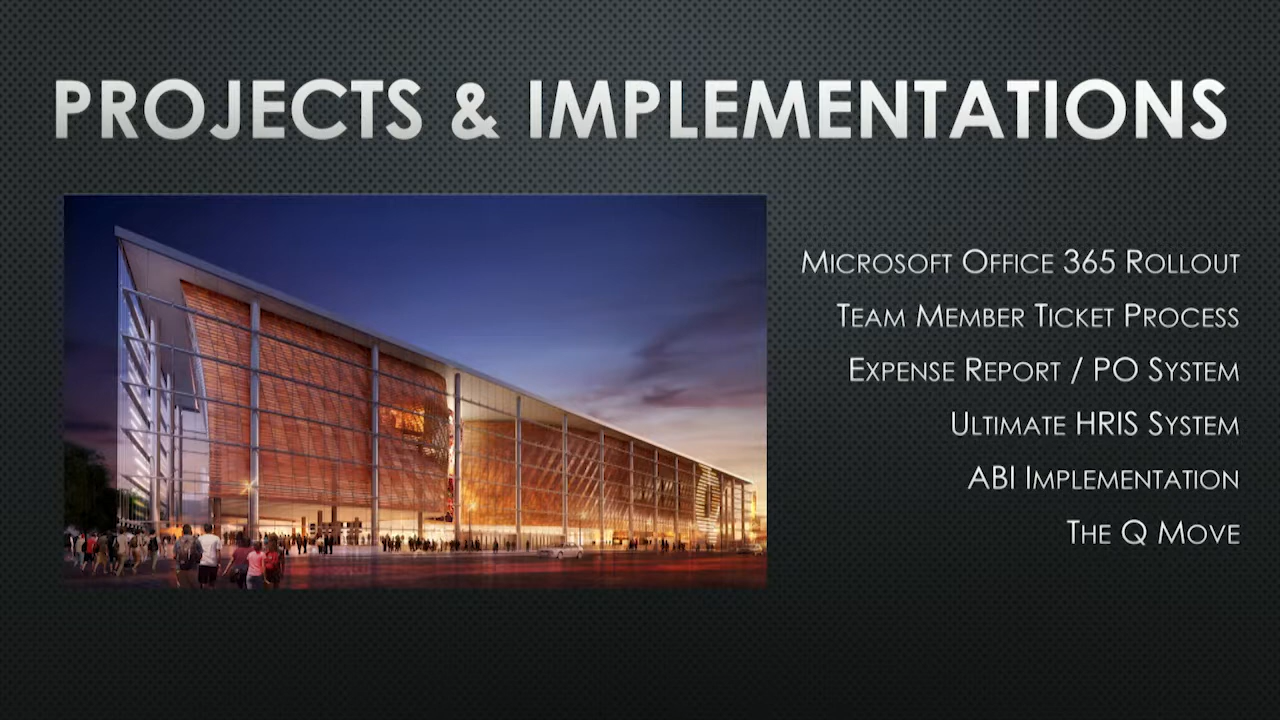 PROJECTS & IMPLEMENTATIONS
MICROSOFT OFFICE 365 ROLLOUT
TEAM MEMBER TICKET PROCESS
EXPENSE REPORT / PO SYSTEM
ULTIMATE HRIS SYSTEM
ABI IMPLEMENTATION
THE Q MOVE